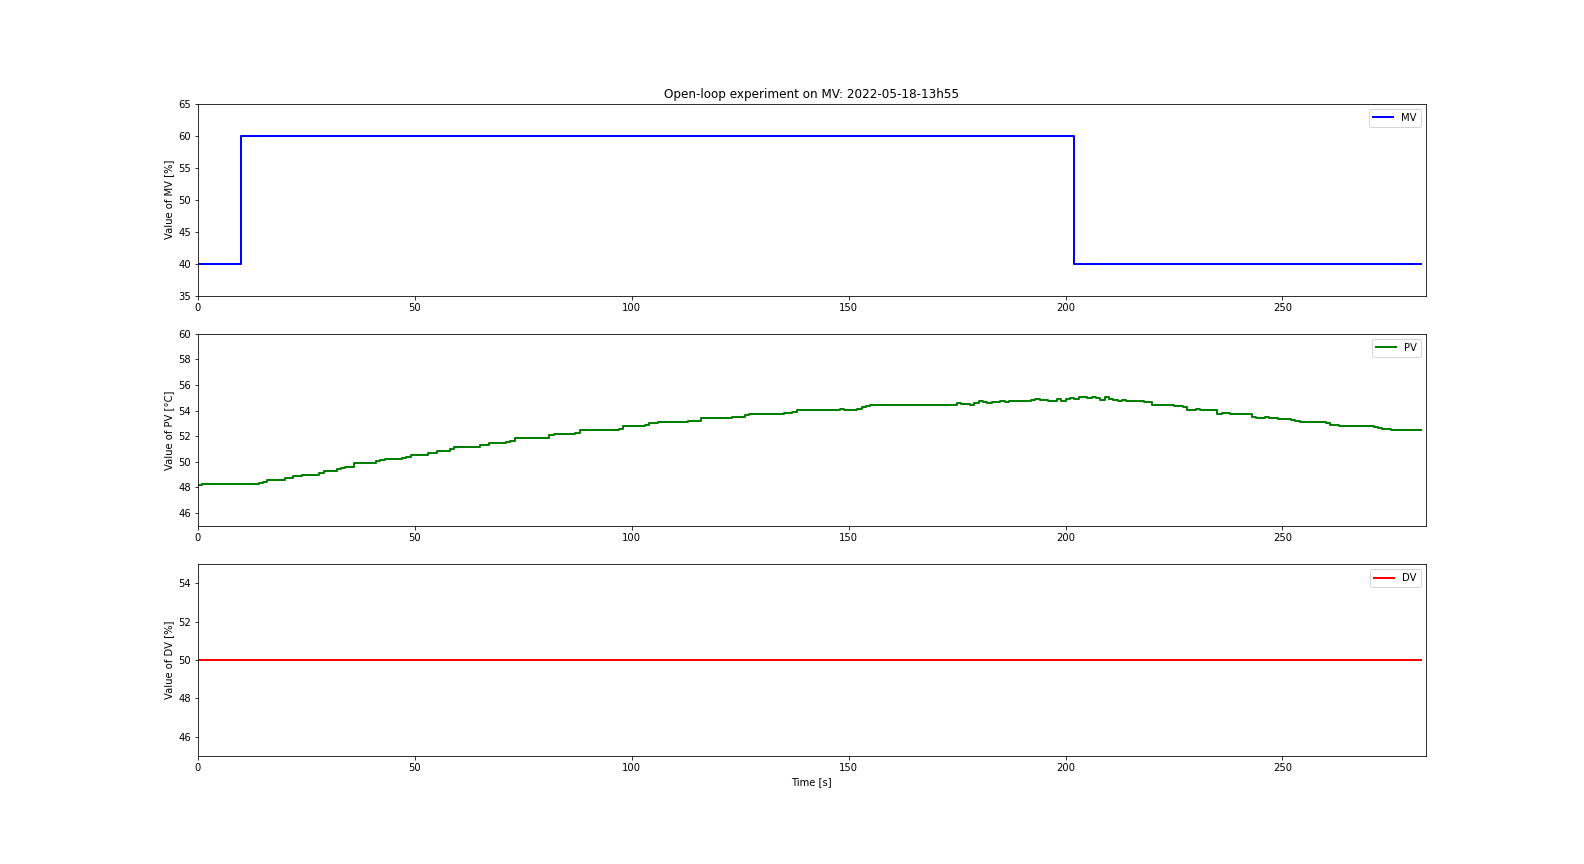 Open-loop experiment on MV: 2022-05-18-13h55
Value of MV [%]
65
60
55
50
45
40
35
MV
0 50 100 150 200 250
Value of PV [°C]
60
58
56
54
52
50
48
46
PV
0 50 100 150 200 250
Value of DV [%]
54
52
50
48
46
DV
0 50 100 150 200 250
Time [s]